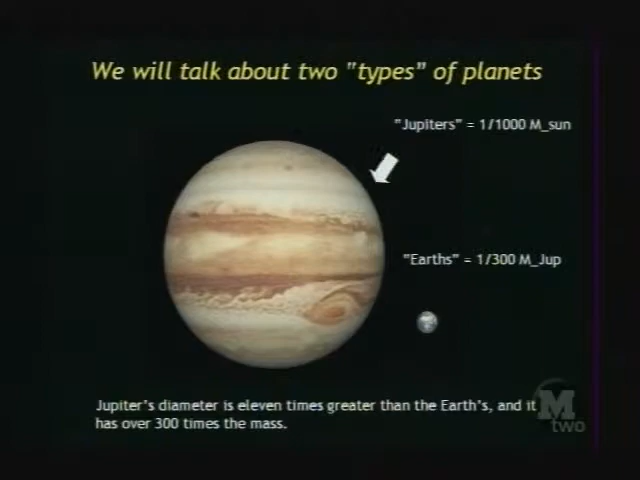 We will talk about two "types" of planets
"Jupiters" = 1/1000 M_sun
"Earths" = 1/300 M_Jup
Jupiter's diameter is eleven times greater than the Earth's, and it
has over 300 times the mass.
M
two